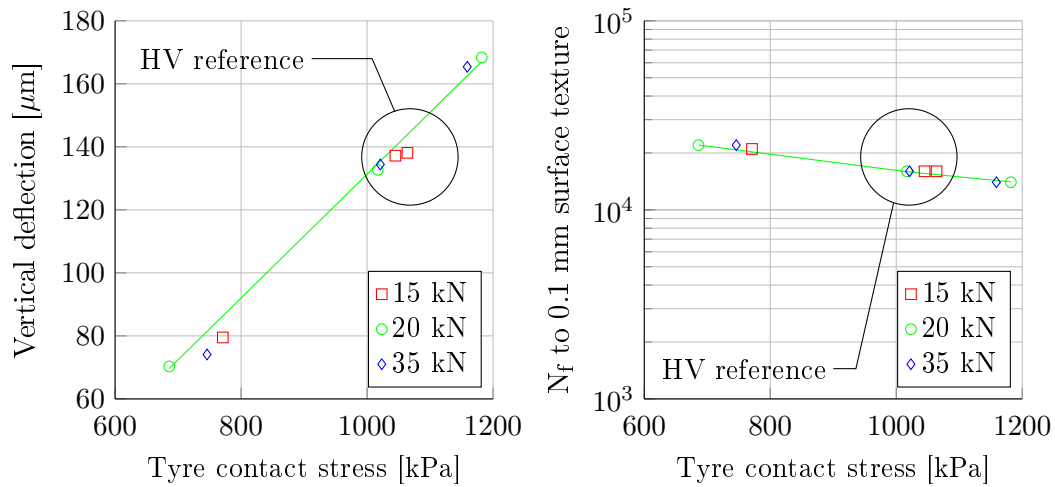 180
160
140
120
100
80
60
600
800
1000
1200
Vertical deflection [μm]
Tyre contact stress [kPa]
HV reference
15 kN
20 kN
35 kN
10^5
10^4
10^3
600
800
1000
1200
N_f to 0.1 mm surface texture
Tyre contact stress [kPa]
HV reference
15 kN
20 kN
35 kN